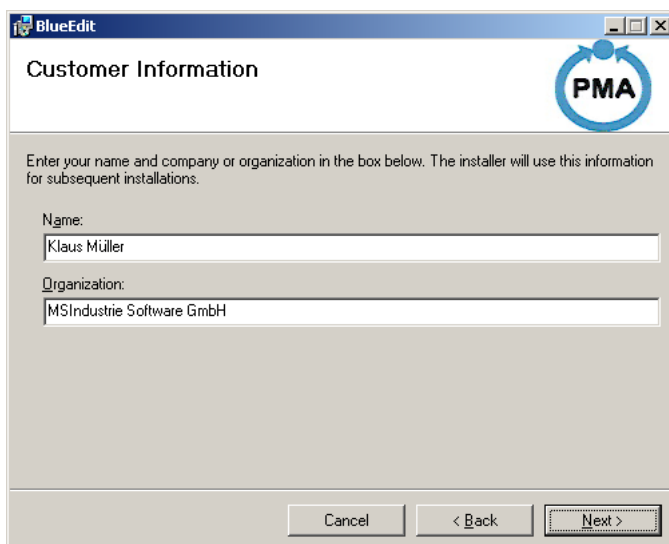 BlueEdit
Customer Information
PMA
Enter your name and company or organization in the box below. The installer will use this information
for subsequent installations.
Name:
Klaus Müller
Organization:
MSIndustrie Software GmbH
Cancel
< Back
Next >